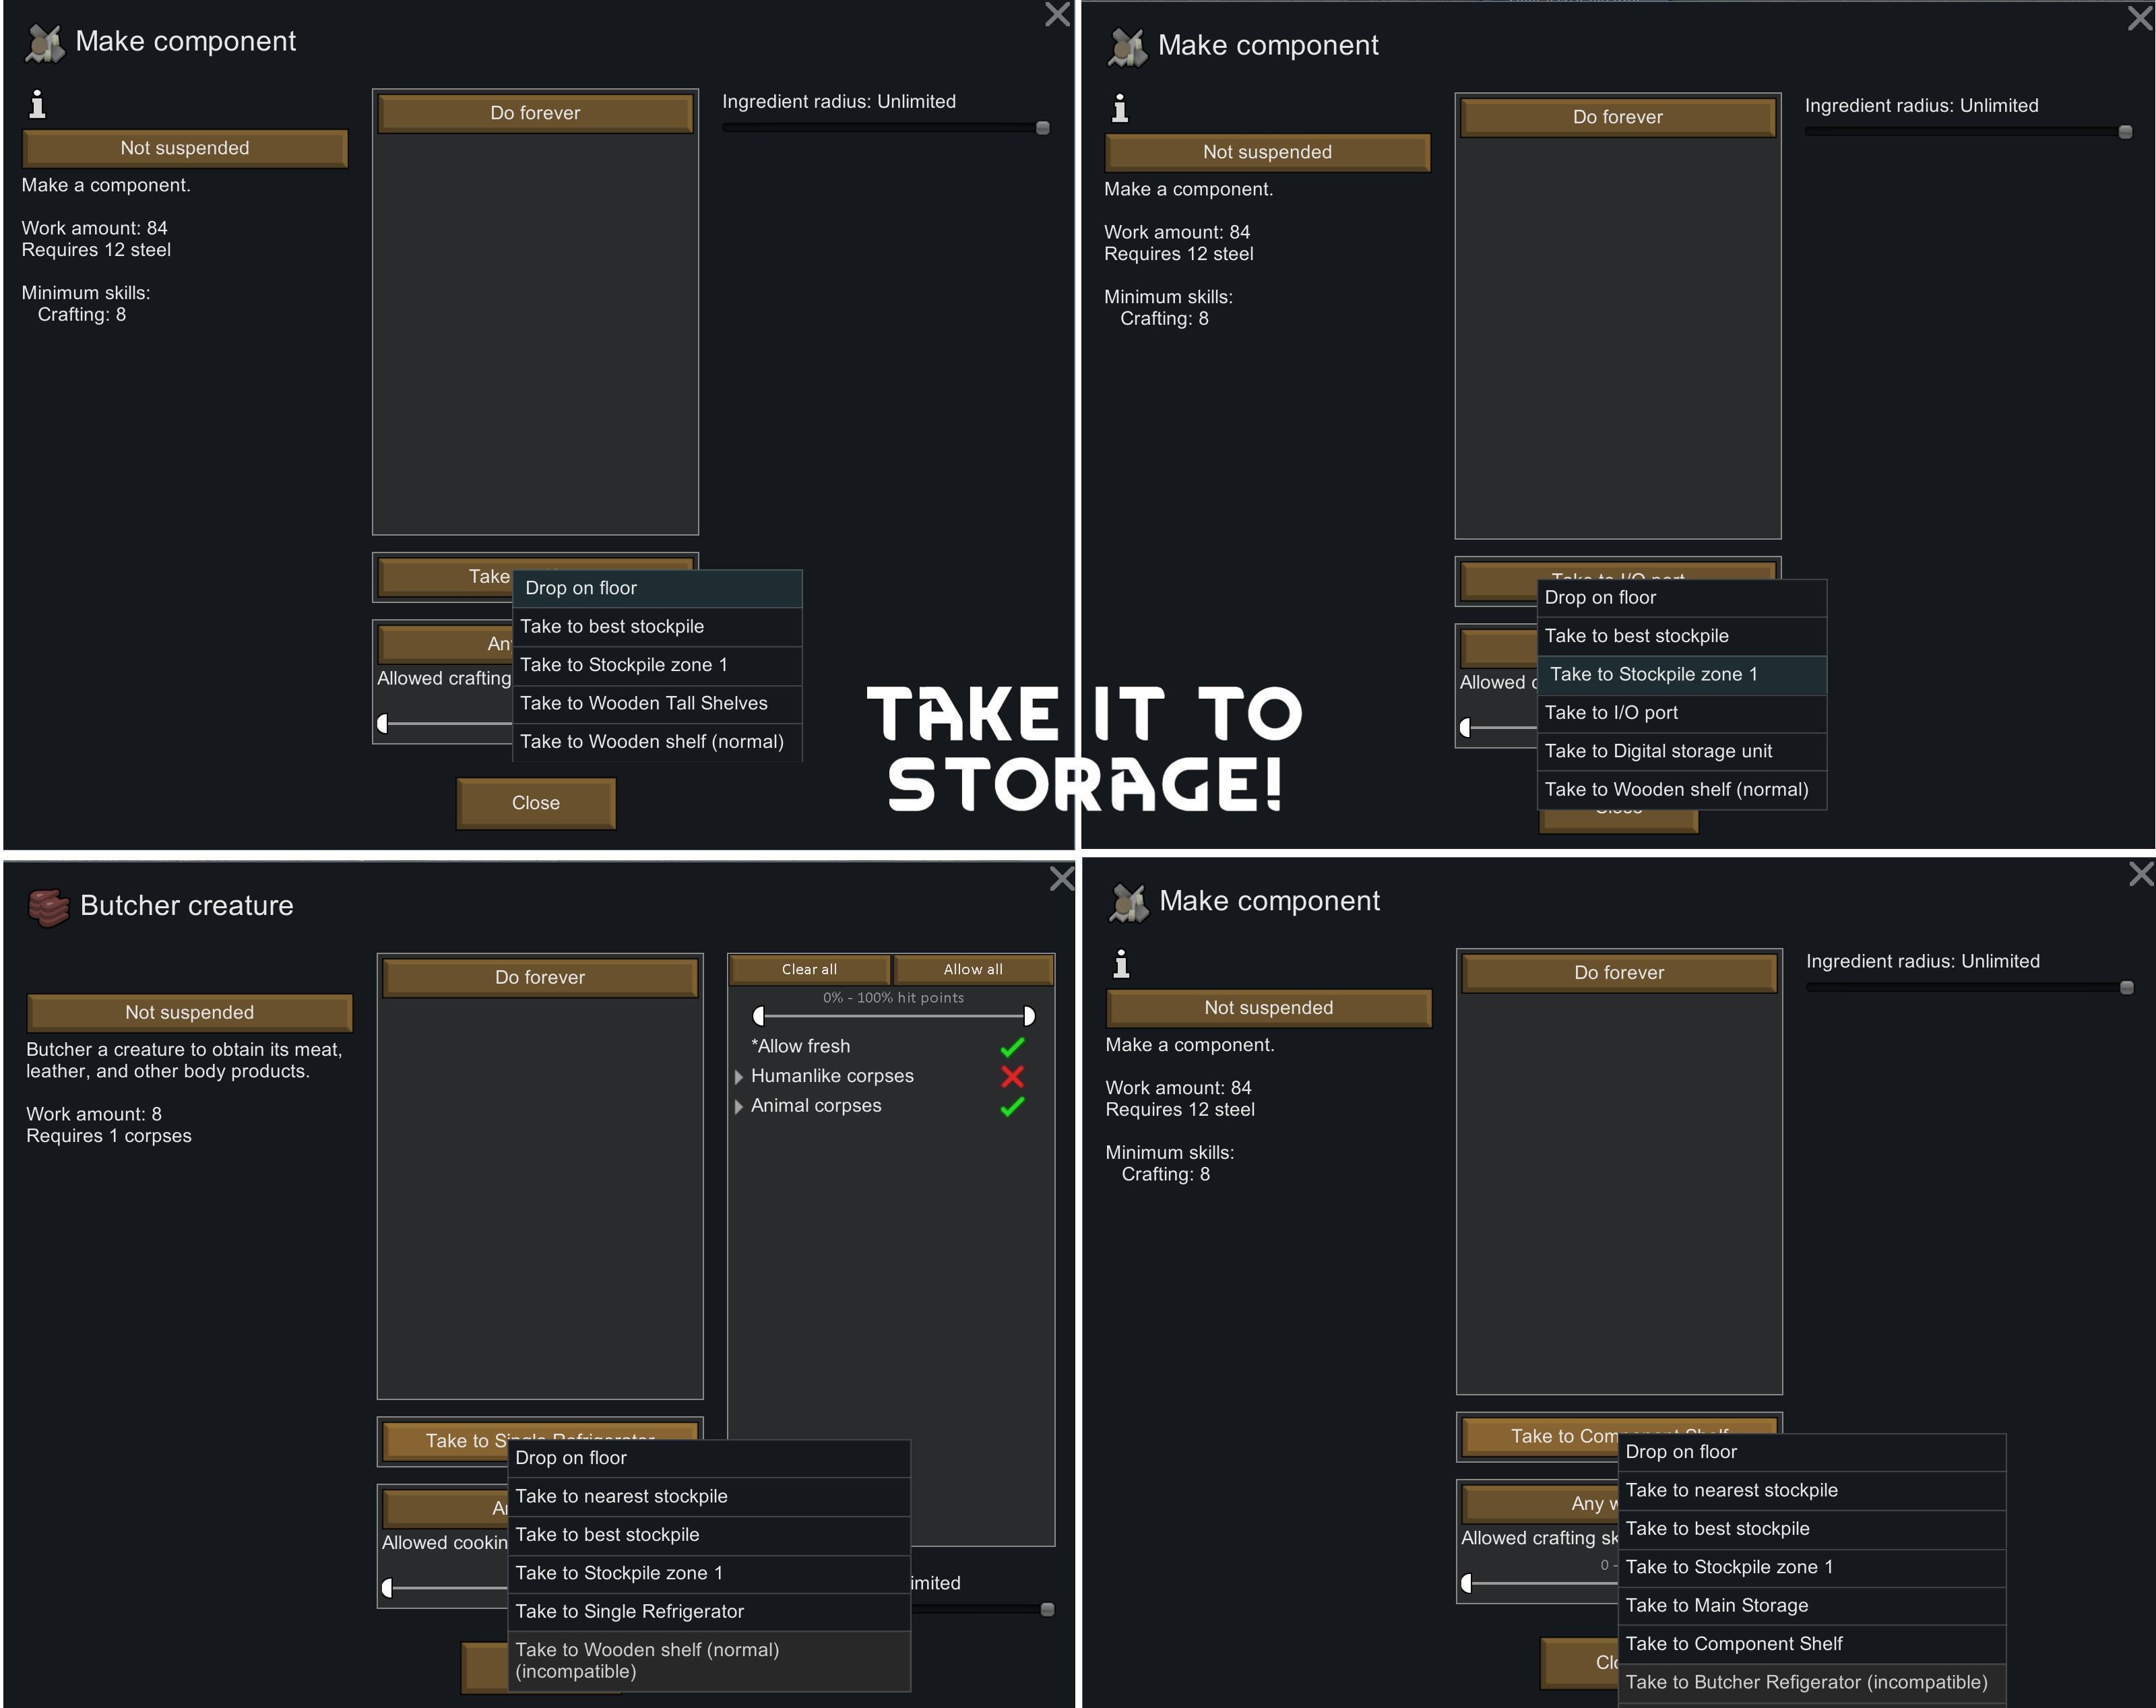 Make component
Do forever
Ingredient radius: Unlimited
Not suspended
Make a component.
Work amount: 84
Requires 12 steel
Minimum skills:
Crafting: 8
Take
Drop on floor
Take to best stockpile
Take to Stockpile zone 1
Take to Wooden Tall Shelves
Take to Wooden shelf (normal)
Allowed crafting
Close
Make component
Do forever
Ingredient radius: Unlimited
Not suspended
Make a component.
Work amount: 84
Requires 12 steel
Minimum skills:
Crafting: 8
Take to I/O port
Drop on floor
Take to best stockpile
Take to Stockpile zone 1
Take to I/O port
Take to Digital storage unit
Take to Wooden shelf (normal)
Allowed
Close
TAKE IT TO
STORAGE!
Butcher creature
Do forever
Clear all
Allow all
0% - 100% hit points
*Allow fresh
Humanlike corpses
Animal corpses
Not suspended
Butcher a creature to obtain its meat,
leather, and other body products.
Work amount: 8
Requires 1 corpses
Take to Single Refrigerator
Drop on floor
Take to nearest stockpile
Take to best stockpile
Take to Stockpile zone 1
Take to Single Refrigerator
Take to Wooden shelf (normal)
(incompatible)
Allowed cookin
imited
Make component
Do forever
Ingredient radius: Unlimited
Not suspended
Make a component.
Work amount: 84
Requires 12 steel
Minimum skills:
Crafting: 8
Take to Component Shelf
Drop on floor
Take to nearest stockpile
Take to best stockpile
Take to Stockpile zone 1
Take to Main Storage
Take to Component Shelf
Take to Butcher Refigerator (incompatible)
Any w
Allowed crafting sk
0 -
Clo